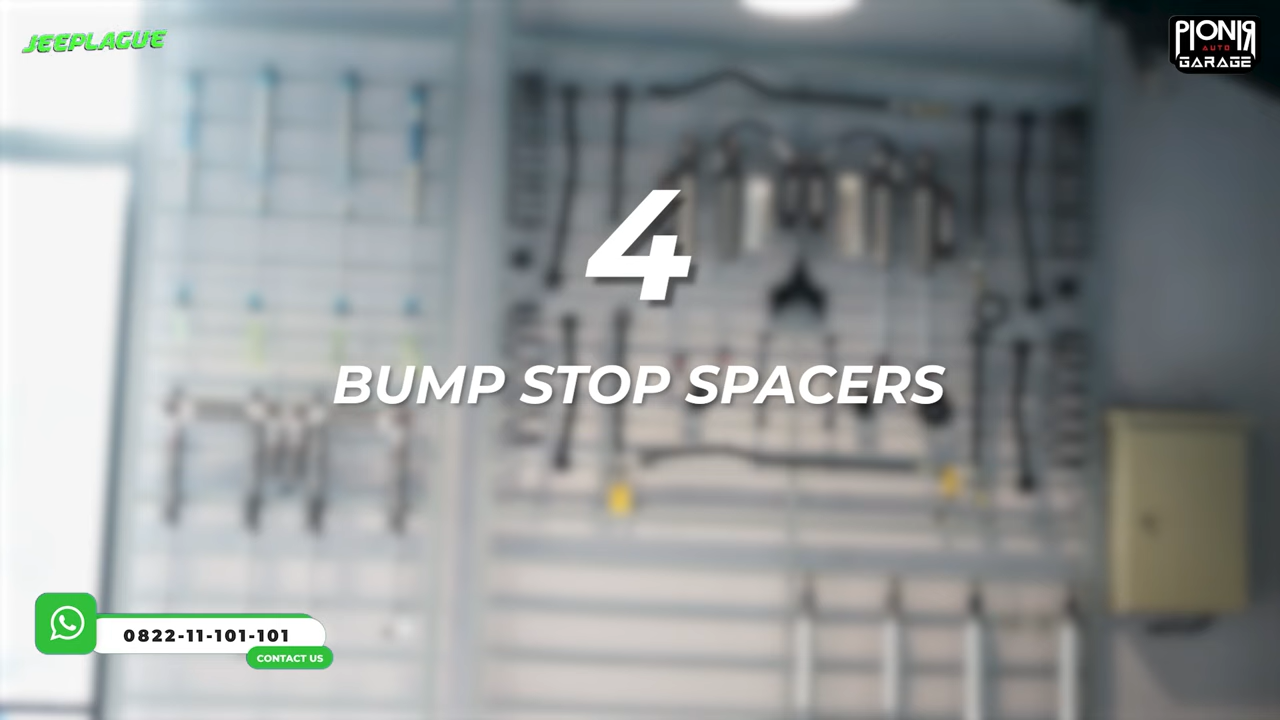 JEEPLAGUE
PIONIR
AUTO
GARAGE
4
BUMP STOP SPACERS
0822-11-101-101
CONTACT US